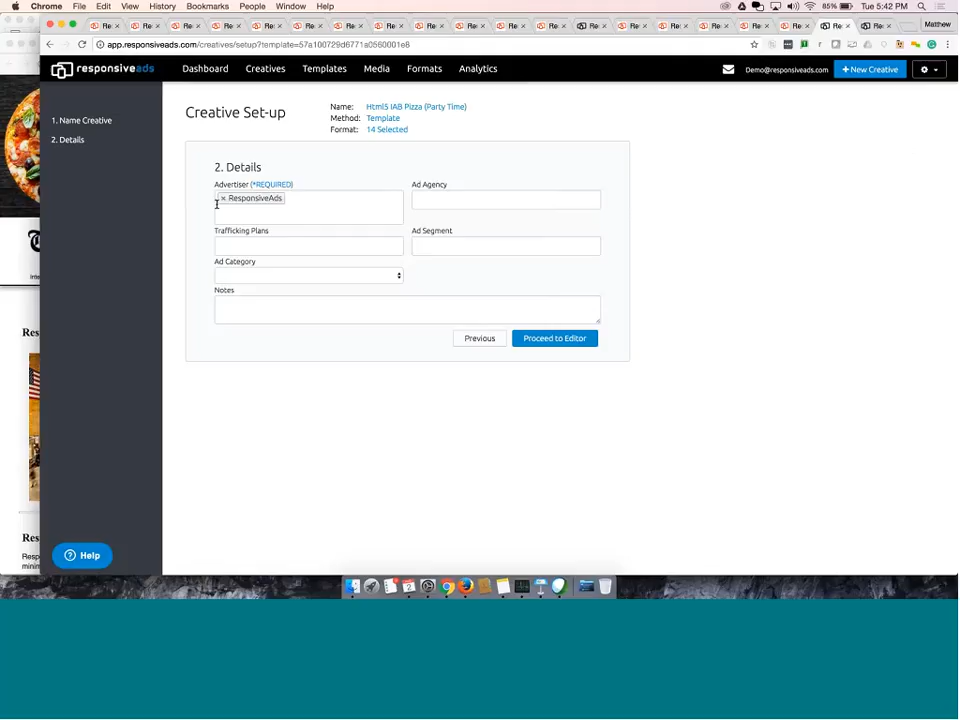 Chrome File Edit View History Bookmarks People Window Help
85% Tue 5:42 PM
Matthew
app.responsiveads.com/creatives/setup?template=57a100729d6771a0560001e8
responsiveads
Dashboard Creatives Templates Media Formats Analytics
Demo@responsiveads.com
+ New Creative
1. Name Creative
2. Details
Creative Set-up
Name: Html5 IAB Pizza (Party Time)
Method: Template
Format: 14 Selected
2. Details
Advertiser (*REQUIRED) Ad Agency
× ResponsiveAds
Trafficking Plans Ad Segment
Ad Category
Notes
Previous Proceed to Editor
Help